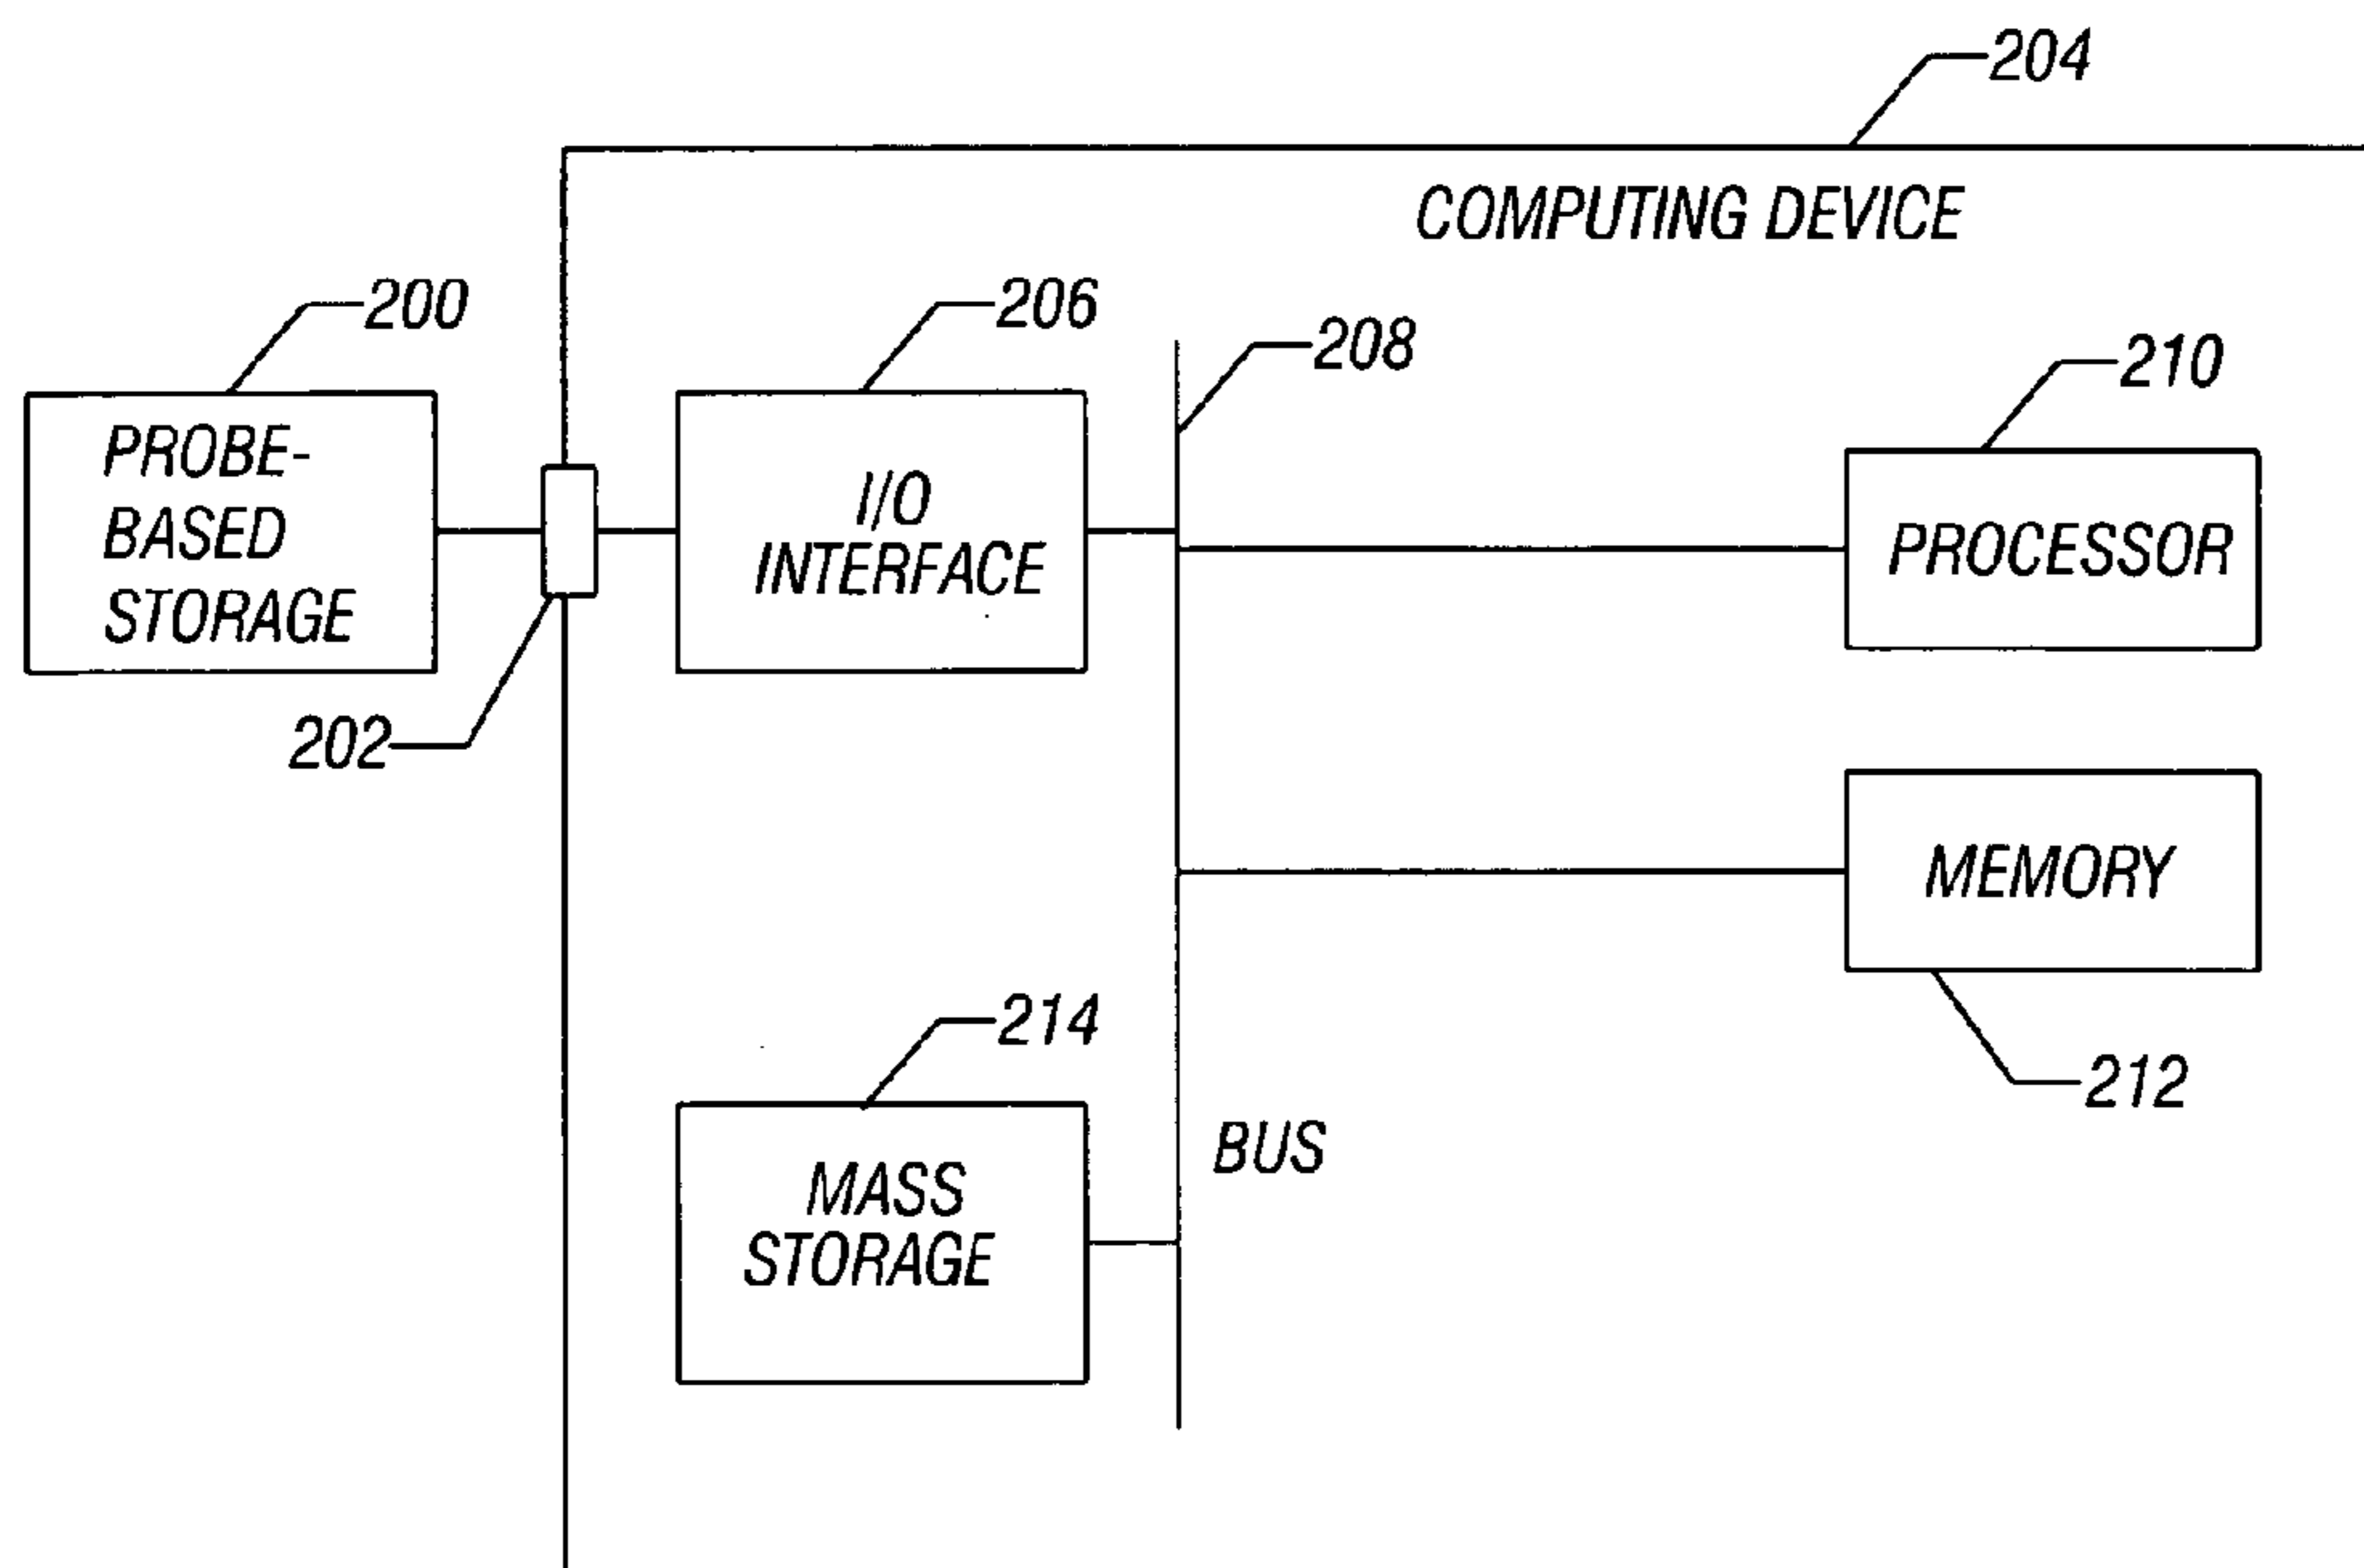 204
COMPUTING DEVICE
200
206
208
210
PROBE-
BASED
STORAGE
I/O
INTERFACE
PROCESSOR
202
MEMORY
214
212
BUS
MASS
STORAGE